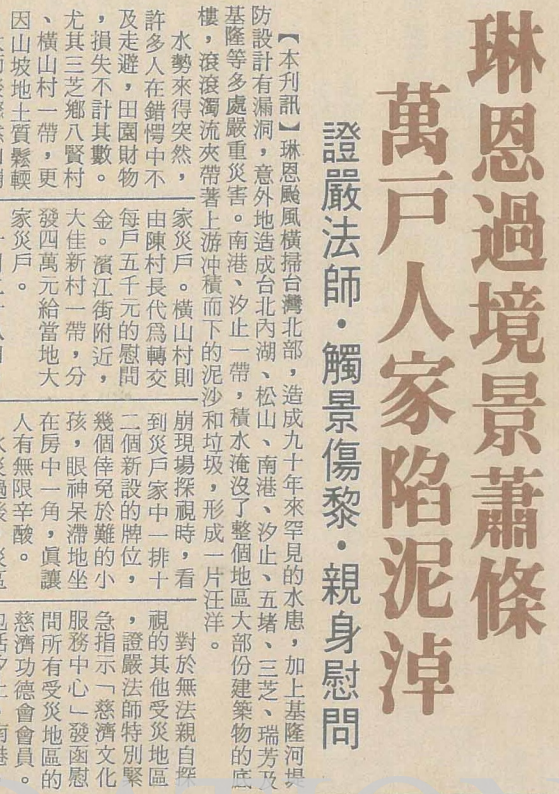 琳恩過境景蕭條
萬戶人家陷泥淖
證嚴法師‧觸景傷黎‧親身慰問
【本刊訊】琳恩颱風橫掃台灣北部，造成九十年來罕見的水患，加上基隆河堤
防設計有漏洞，意外地造成台北內湖、松山、南港、汐止、五堵、三芝、瑞芳及
基隆等多處嚴重災害。南港、汐止一帶，積水淹沒了整個地區大部份建築物的底
樓，滾滾濁流夾帶著上游沖積而下的泥沙和垃圾，形成一片汪洋。
水勢來得突然，
許多人在錯愕中不
及走避，田園財物
，損失不計其數。
尤其三芝鄉八賢村
、橫山村一帶，更
因山坡地土質鬆輭
家災戶。橫山村則
由陳村長代爲轉交
每戶五千元的慰問
金。濱江街附近，
大佳新村一帶，分
發四萬元給當地大
家災戶。
崩現場探視時，看
到災戶家中一排十
二個新設的牌位，
幾個倖免於難的小
孩，眼神呆滯地坐
在房中一角，眞讓
人有無限辛酸。
對於無法親自探
視的其他受災地區
，證嚴法師特別緊
急指示「慈濟文化
服務中心」發函慰
問所有受災地區的
慈濟功德會會員。